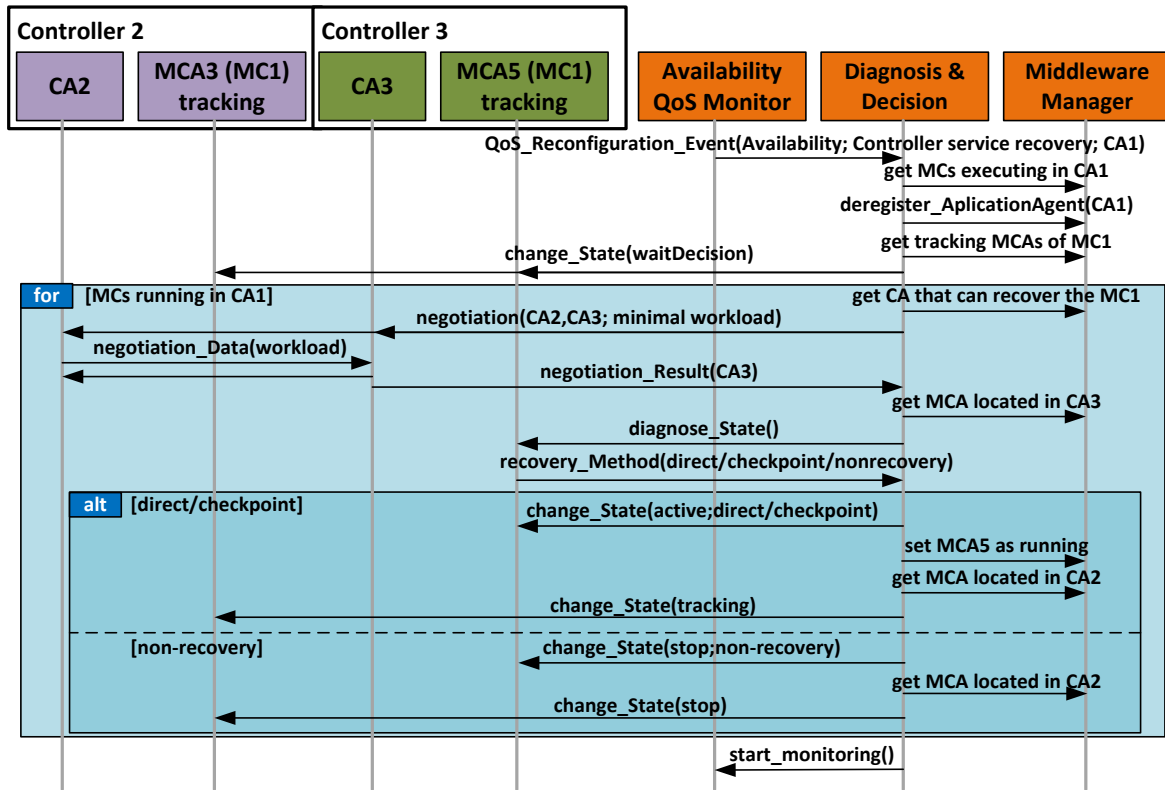 Controller 2
Controller 3
CA2
MCA3 (MC1)
tracking
CA3
MCA5 (MC1)
tracking
Availability
QoS Monitor
Diagnosis &
Decision
Middleware
Manager
QoS_Reconfiguration_Event(Availability; Controller service recovery; CA1)
get MCs executing in CA1
deregister_AplicationAgent(CA1)
get tracking MCAs of MC1
change_State(waitDecision)
for [MCs running in CA1]
get CA that can recover the MC1
negotiation(CA2,CA3; minimal workload)
negotiation_Data(workload)
negotiation_Result(CA3)
get MCA located in CA3
diagnose_State()
recovery_Method(direct/checkpoint/nonrecovery)
alt [direct/checkpoint]
change_State(active;direct/checkpoint)
set MCA5 as running
get MCA located in CA2
change_State(tracking)
[non-recovery]
change_State(stop;non-recovery)
get MCA located in CA2
change_State(stop)
start_monitoring()